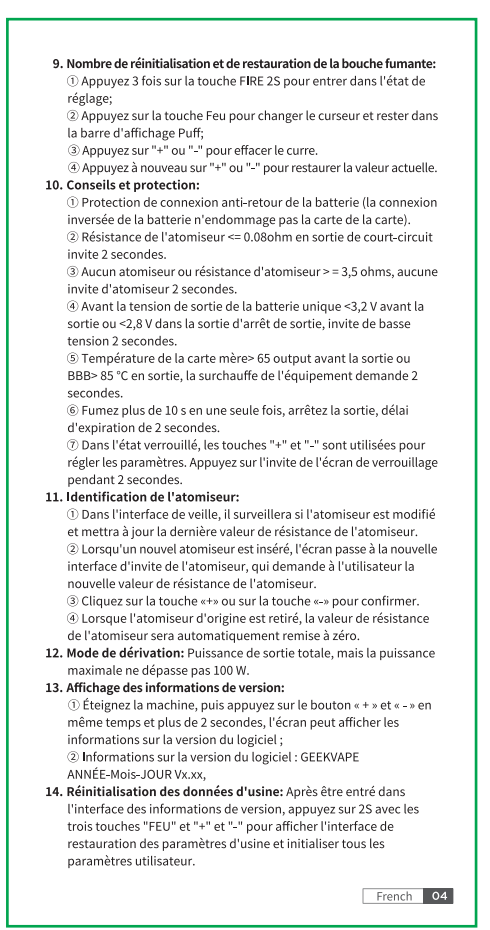 9. Nombre de réinitialisation et de restauration de la bouche fumante:
① Appuyez 3 fois sur la touche FIRE 2S pour entrer dans l'état de
réglage;
② Appuyez sur la touche Feu pour changer le curseur et rester dans
la barre d'affichage Puff;
③ Appuyez sur "+" ou "-" pour effacer le curre.
④ Appuyez à nouveau sur "+" ou "-" pour restaurer la valeur actuelle.
10. Conseils et protection:
① Protection de connexion anti-retour de la batterie (la connexion
inversée de la batterie n'endommage pas la carte de la carte).
② Résistance de l'atomiseur <= 0.08ohm en sortie de court-circuit
invite 2 secondes.
③ Aucun atomiseur ou résistance d'atomiseur > = 3,5 ohms, aucune
invite d'atomiseur 2 secondes.
④ Avant la tension de sortie de la batterie unique <3,2 V avant la
sortie ou <2,8 V dans la sortie d'arrêt de sortie, invite de basse
tension 2 secondes.
⑤ Température de la carte mère> 65 output avant la sortie ou
BBB> 85 °C en sortie, la surchauffe de l'équipement demande 2
secondes.
⑥ Fumez plus de 10 s en une seule fois, arrêtez la sortie, délai
d'expiration de 2 secondes.
⑦ Dans l'état verrouillé, les touches "+" et "-" sont utilisées pour
régler les paramètres. Appuyez sur l'invite de l'écran de verrouillage
pendant 2 secondes.
11. Identification de l'atomiseur:
① Dans l'interface de veille, il surveillera si l'atomiseur est modifié
et mettra à jour la dernière valeur de résistance de l'atomiseur.
② Lorsqu'un nouvel atomiseur est inséré, l'écran passe à la nouvelle
interface d'invite de l'atomiseur, qui demande à l'utilisateur la
nouvelle valeur de résistance de l'atomiseur.
③ Cliquez sur la touche «+» ou sur la touche «-» pour confirmer.
④ Lorsque l'atomiseur d'origine est retiré, la valeur de résistance
de l'atomiseur sera automatiquement remise à zéro.
12. Mode de dérivation: Puissance de sortie totale, mais la puissance
maximale ne dépasse pas 100 W.
13. Affichage des informations de version:
① Éteignez la machine, puis appuyez sur le bouton « + » et « - » en
même temps et plus de 2 secondes, l'écran peut afficher les
informations sur la version du logiciel ;
② Informations sur la version du logiciel : GEEKVAPE
ANNÉE-Mois-JOUR Vx.xx,
14. Réinitialisation des données d'usine: Après être entré dans
l'interface des informations de version, appuyez sur 2S avec les
trois touches "FEU" et "+" et "-" pour afficher l'interface de
restauration des paramètres d'usine et initialiser tous les
paramètres utilisateur.
French 04